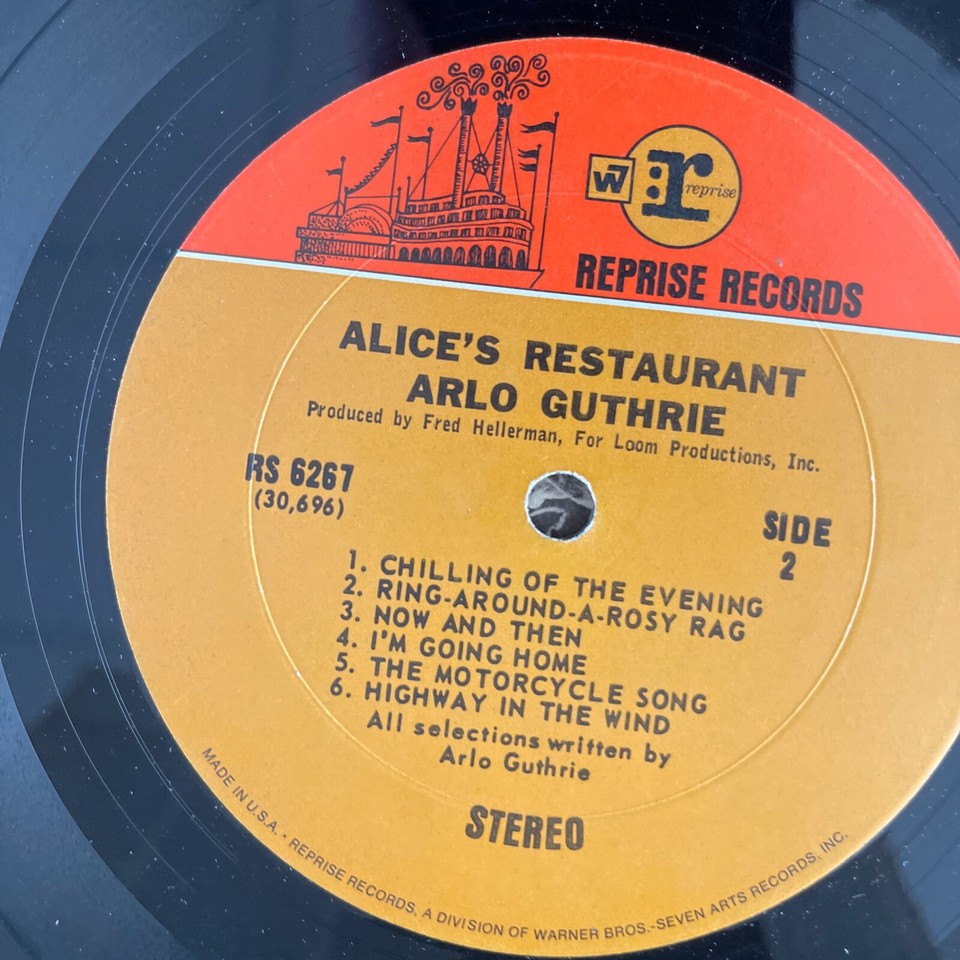 W7
r: reprise
REPRISE RECORDS
ALICE'S RESTAURANT
ARLO GUTHRIE
Produced by Fred Hellerman, For Loom Productions, Inc.
RS 6267
(30,696)
SIDE
2
1. CHILLING OF THE EVENING
2. RING-AROUND-A-ROSY RAG
3. NOW AND THEN
4. I'M GOING HOME
5. THE MOTORCYCLE SONG
6. HIGHWAY IN THE WIND
All selections written by
Arlo Guthrie
STEREO
MADE IN U.S.A. • REPRISE RECORDS, A DIVISION OF WARNER BROS.-SEVEN ARTS RECORDS, INC.